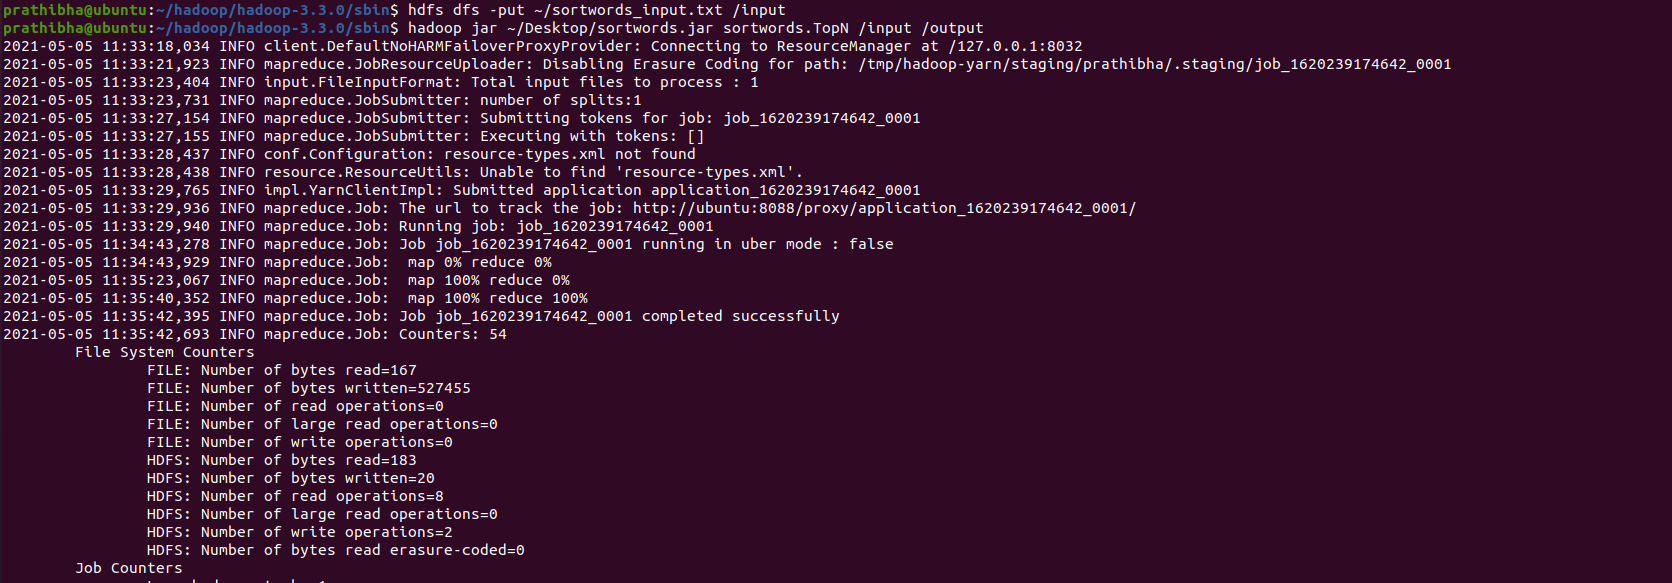 prathibha@ubuntu:~/hadoop/hadoop-3.3.0/sbin$ hdfs dfs -put ~/sortwords_input.txt /input
prathibha@ubuntu:~/hadoop/hadoop-3.3.0/sbin$ hadoop jar ~/Desktop/sortwords.jar sortwords.TopN /input /output
2021-05-05 11:33:18,034 INFO client.DefaultNoHARMFailoverProxyProvider: Connecting to ResourceManager at /127.0.0.1:8032
2021-05-05 11:33:21,923 INFO mapreduce.JobResourceUploader: Disabling Erasure Coding for path: /tmp/hadoop-yarn/staging/prathibha/.staging/job_1620239174642_0001
2021-05-05 11:33:23,404 INFO input.FileInputFormat: Total input files to process : 1
2021-05-05 11:33:23,731 INFO mapreduce.JobSubmitter: number of splits:1
2021-05-05 11:33:27,154 INFO mapreduce.JobSubmitter: Submitting tokens for job: job_1620239174642_0001
2021-05-05 11:33:27,155 INFO mapreduce.JobSubmitter: Executing with tokens: []
2021-05-05 11:33:28,437 INFO conf.Configuration: resource-types.xml not found
2021-05-05 11:33:28,438 INFO resource.ResourceUtils: Unable to find 'resource-types.xml'.
2021-05-05 11:33:29,765 INFO impl.YarnClientImpl: Submitted application application_1620239174642_0001
2021-05-05 11:33:29,936 INFO mapreduce.Job: The url to track the job: http://ubuntu:8088/proxy/application_1620239174642_0001/
2021-05-05 11:33:29,940 INFO mapreduce.Job: Running job: job_1620239174642_0001
2021-05-05 11:34:43,278 INFO mapreduce.Job: Job job_1620239174642_0001 running in uber mode : false
2021-05-05 11:34:43,929 INFO mapreduce.Job:  map 0% reduce 0%
2021-05-05 11:35:23,067 INFO mapreduce.Job:  map 100% reduce 0%
2021-05-05 11:35:40,352 INFO mapreduce.Job:  map 100% reduce 100%
2021-05-05 11:35:42,395 INFO mapreduce.Job: Job job_1620239174642_0001 completed successfully
2021-05-05 11:35:42,693 INFO mapreduce.Job: Counters: 54
File System Counters
FILE: Number of bytes read=167
FILE: Number of bytes written=527455
FILE: Number of read operations=0
FILE: Number of large read operations=0
FILE: Number of write operations=0
HDFS: Number of bytes read=183
HDFS: Number of bytes written=20
HDFS: Number of read operations=8
HDFS: Number of large read operations=0
HDFS: Number of write operations=2
HDFS: Number of bytes read erasure-coded=0
Job Counters